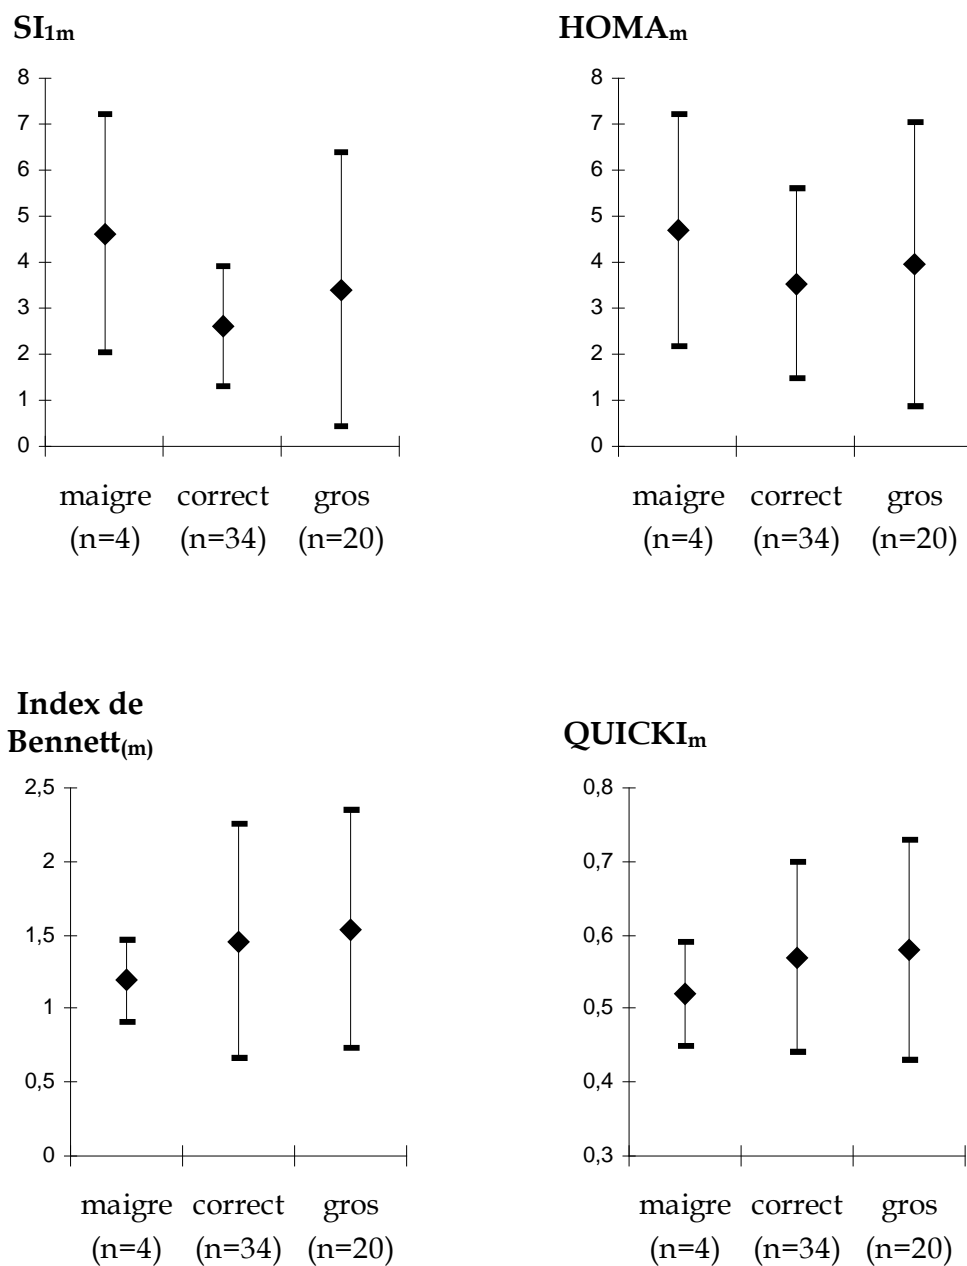 SI1m
8
7
6
5
4
3
2
1
0
maigre correct gros
(n=4) (n=34) (n=20)
HOMAm
8
7
6
5
4
3
2
1
0
maigre correct gros
(n=4) (n=34) (n=20)
Index de
Bennett(m)
2,5
2
1,5
1
0,5
0
maigre correct gros
(n=4) (n=34) (n=20)
QUICKIm
0,8
0,7
0,6
0,5
0,4
0,3
maigre correct gros
(n=4) (n=34) (n=20)